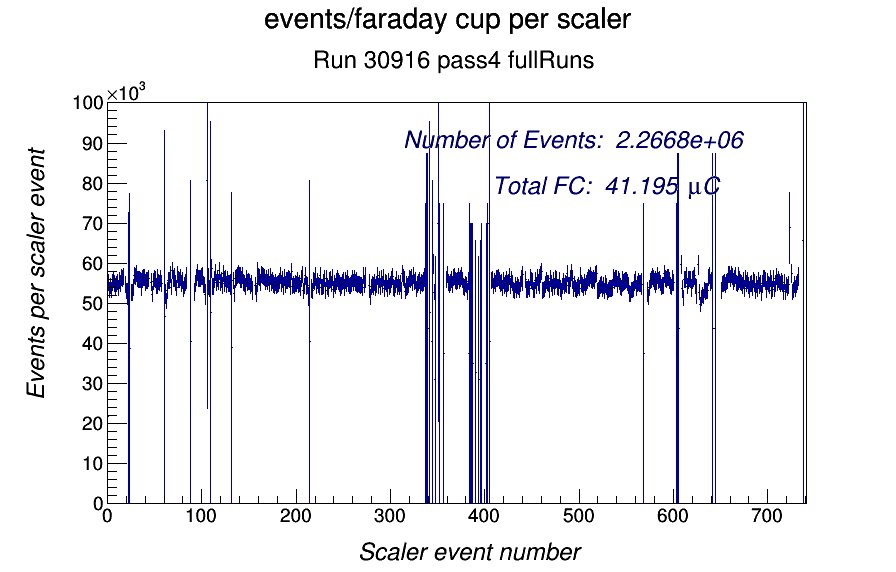 events/faraday cup per scaler
Run 30916 pass4 fullRuns
×10³
100
90
80
70
60
50
40
30
20
10
0
Events per scaler event
Number of Events: 2.2668e+06
Total FC: 41.195 μC
0 100 200 300 400 500 600 700
Scaler event number